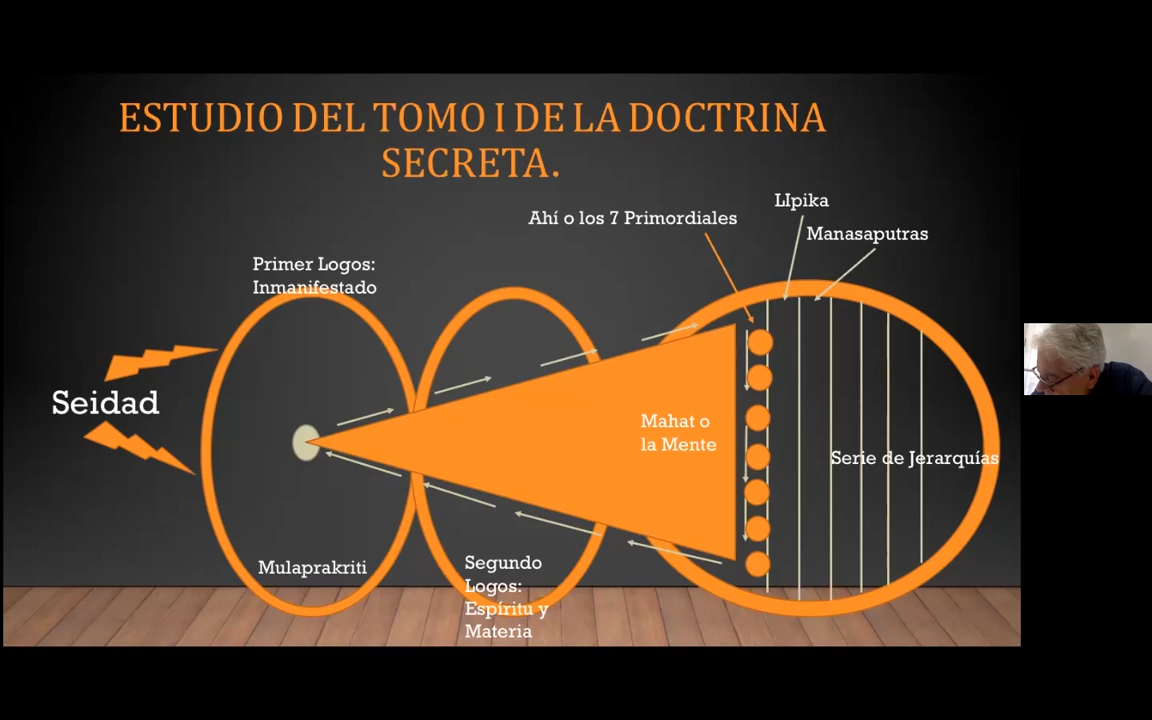 ESTUDIO DEL TOMO I DE LA DOCTRINA
SECRETA.
LIpika
Ahí o los 7 Primordiales
Manasaputras
Primer Logos:
Inmanifestado
Seidad
Mahat o
la Mente
Serie de Jerarquías
Mulaprakriti
Segundo
Logos:
Espíritu y
Materia